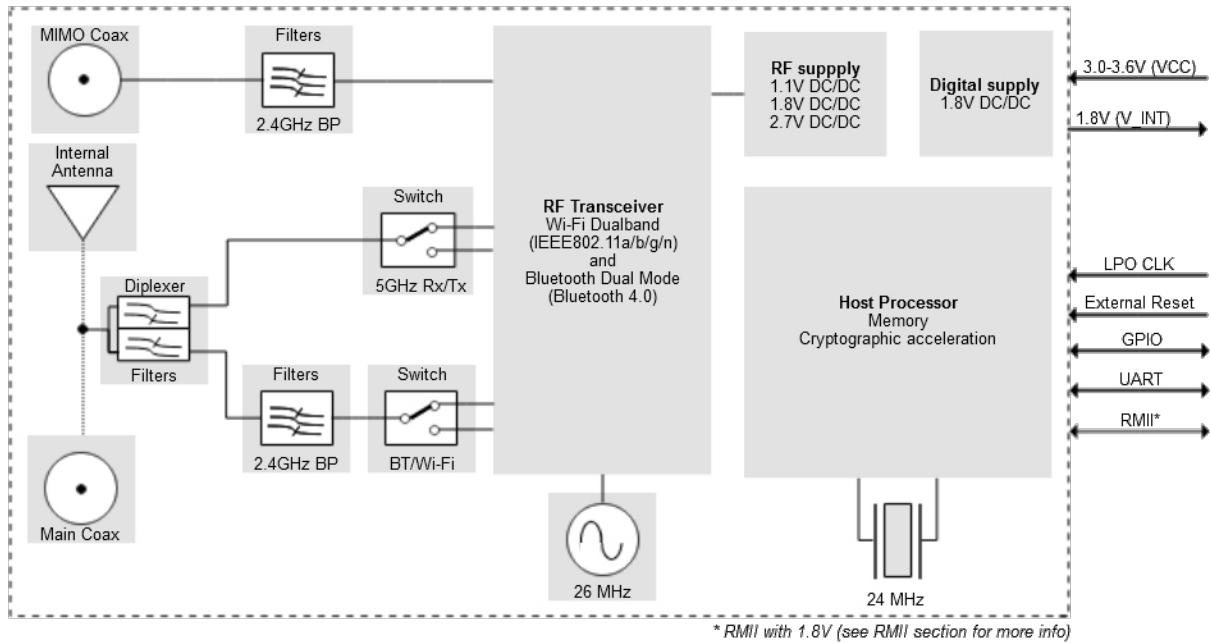 MIMO Coax
Filters
2.4GHz BP
RF suppply
1.1V DC/DC
1.8V DC/DC
2.7V DC/DC
Digital supply
1.8V DC/DC
3.0-3.6V (VCC)
1.8V (V_INT)
Internal
Antenna
Switch
5GHz Rx/Tx
RF Transceiver
Wi-Fi Dualband
(IEEE802.11a/b/g/n)
and
Bluetooth Dual Mode
(Bluetooth 4.0)
Diplexer
Filters
Filters
2.4GHz BP
Switch
BT/Wi-Fi
Host Processor
Memory
Cryptographic acceleration
LPO CLK
External Reset
GPIO
UART
RMII*
Main Coax
26 MHz
24 MHz
* RMII with 1.8V (see RMII section for more info)